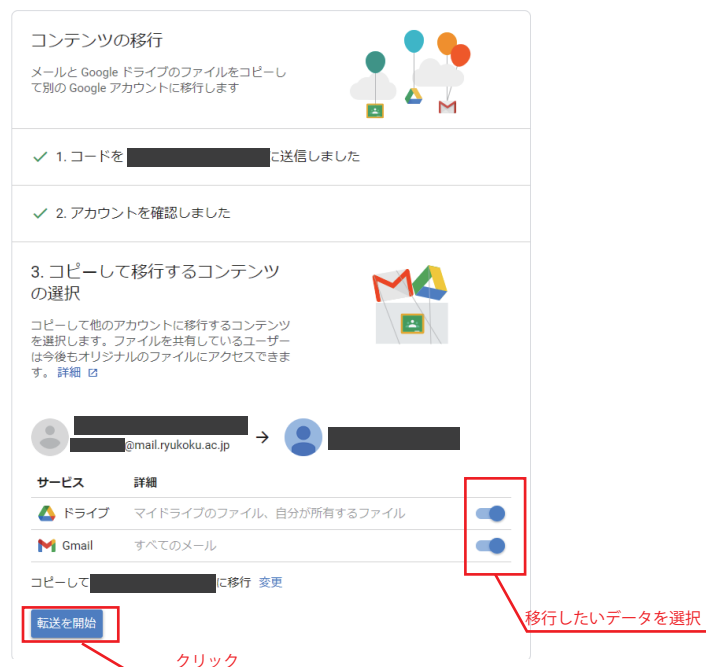 コンテンツの移行
メールと Google ドライブのファイルをコピーし
て別の Google アカウントに移行します
1. コードを に送信しました
2. アカウントを確認しました
3. コピーして移行するコンテンツ
の選択
コピーして他のアカウントに移行するコンテンツ
を選択します。ファイルを共有しているユーザー
は今後もオリジナルのファイルにアクセスできま
す。 詳細
@mail.ryukoku.ac.jp
サービス 詳細
ドライブ マイドライブのファイル、自分が所有するファイル
Gmail すべてのメール
コピーして に移行 変更
転送を開始
移行したいデータを選択
クリック